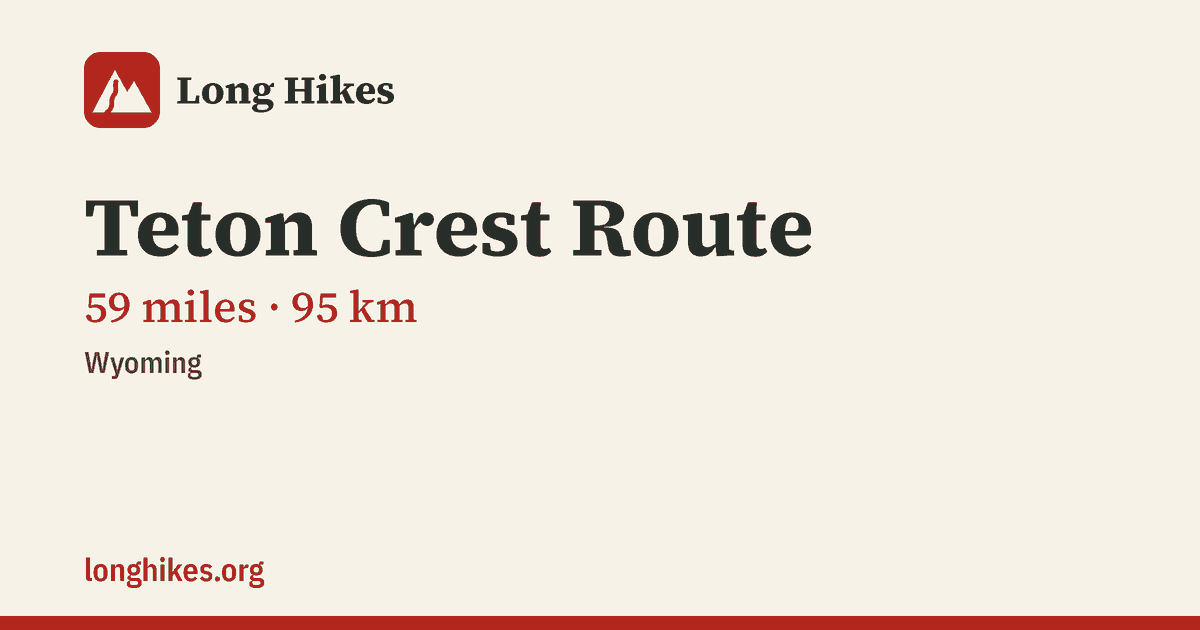 Long Hikes
Teton Crest Route
59 miles · 95 km
Wyoming
longhikes.org